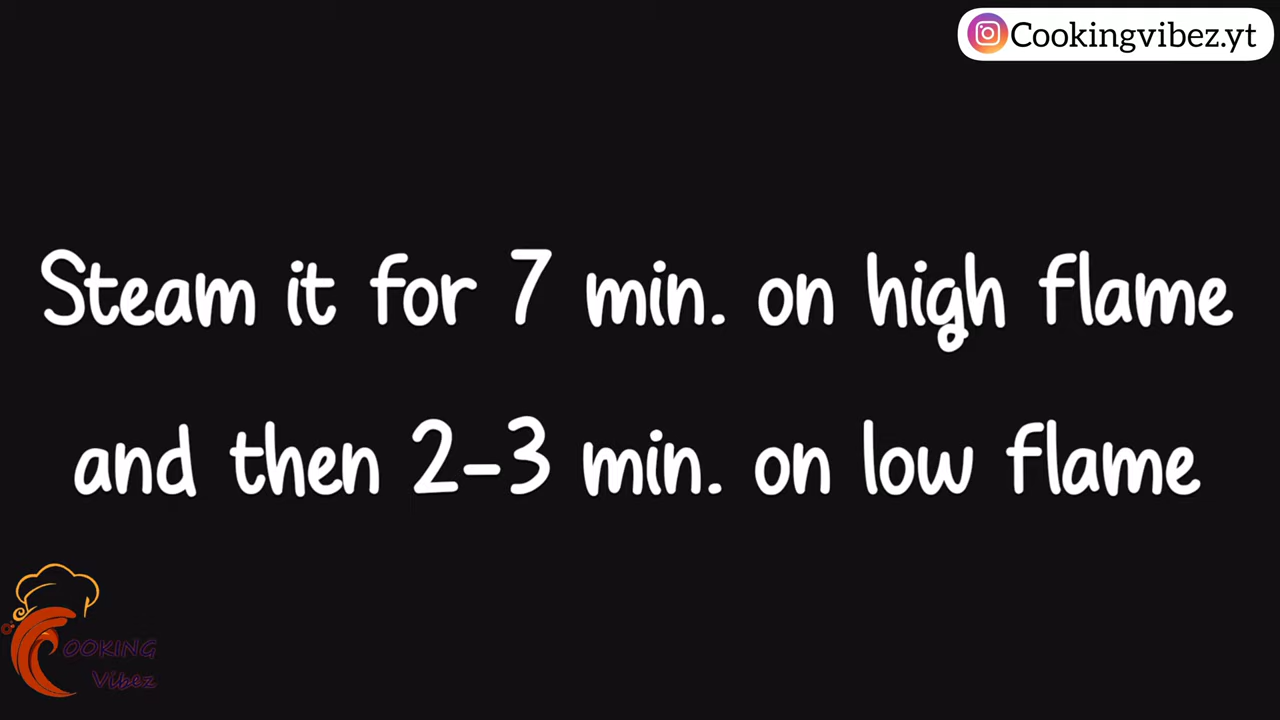 Cookingvibez.yt
Steam it for 7 min. on high flame
and then 2-3 min. on low flame
COOKING
Vibez